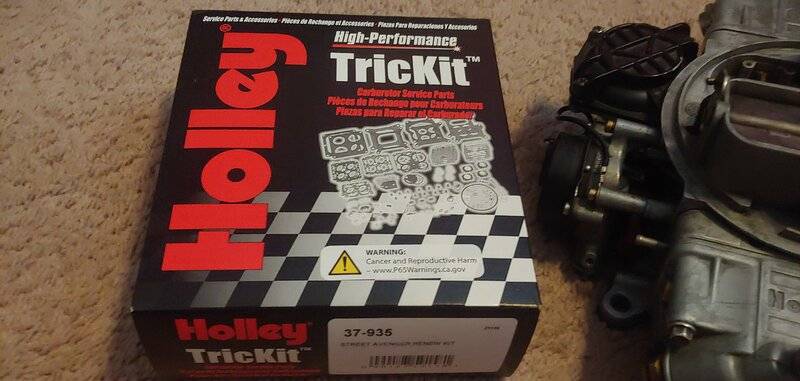 Service Parts & Accessories • Pièces de Rechange et Accessoires • Piezas Para Reparaciones Y Accesorios
Holley®
High-Performance
TricKit™
Carburetor Service Parts
Pièces de Rechange pour Carburateurs
Piezas para Reparar el Carburador
WARNING:
Cancer and Reproductive Harm
– www.P65Warnings.ca.gov
Holley
TricKit™
37-935
STREET AVENGER RENEW KIT